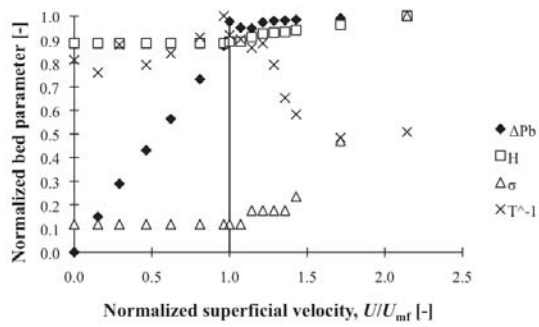 Normalized bed parameter [-]
1.0
0.9
0.8
0.7
0.6
0.5
0.4
0.3
0.2
0.1
0.0
0.0 0.5 1.0 1.5 2.0 2.5
Normalized superficial velocity, U/Umf [-]
ΔPb
H
σ
T^-1